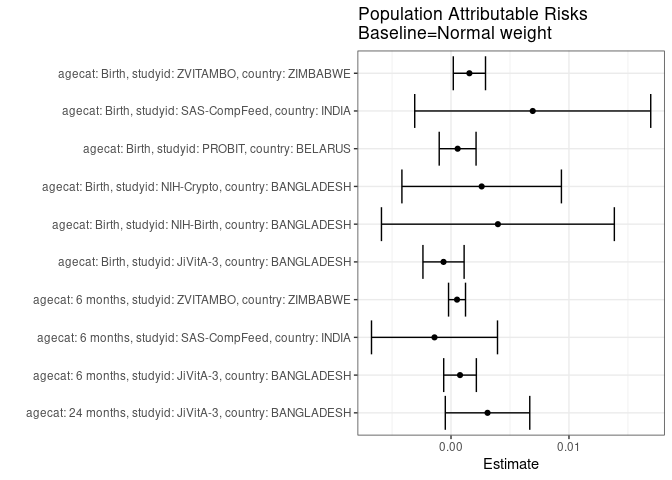 Population Attributable Risks
Baseline=Normal weight
agecat: Birth, studyid: ZVITAMBO, country: ZIMBABWE
agecat: Birth, studyid: SAS-CompFeed, country: INDIA
agecat: Birth, studyid: PROBIT, country: BELARUS
agecat: Birth, studyid: NIH-Crypto, country: BANGLADESH
agecat: Birth, studyid: NIH-Birth, country: BANGLADESH
agecat: Birth, studyid: JiVitA-3, country: BANGLADESH
agecat: 6 months, studyid: ZVITAMBO, country: ZIMBABWE
agecat: 6 months, studyid: SAS-CompFeed, country: INDIA
agecat: 6 months, studyid: JiVitA-3, country: BANGLADESH
agecat: 24 months, studyid: JiVitA-3, country: BANGLADESH
0.00 0.01
Estimate